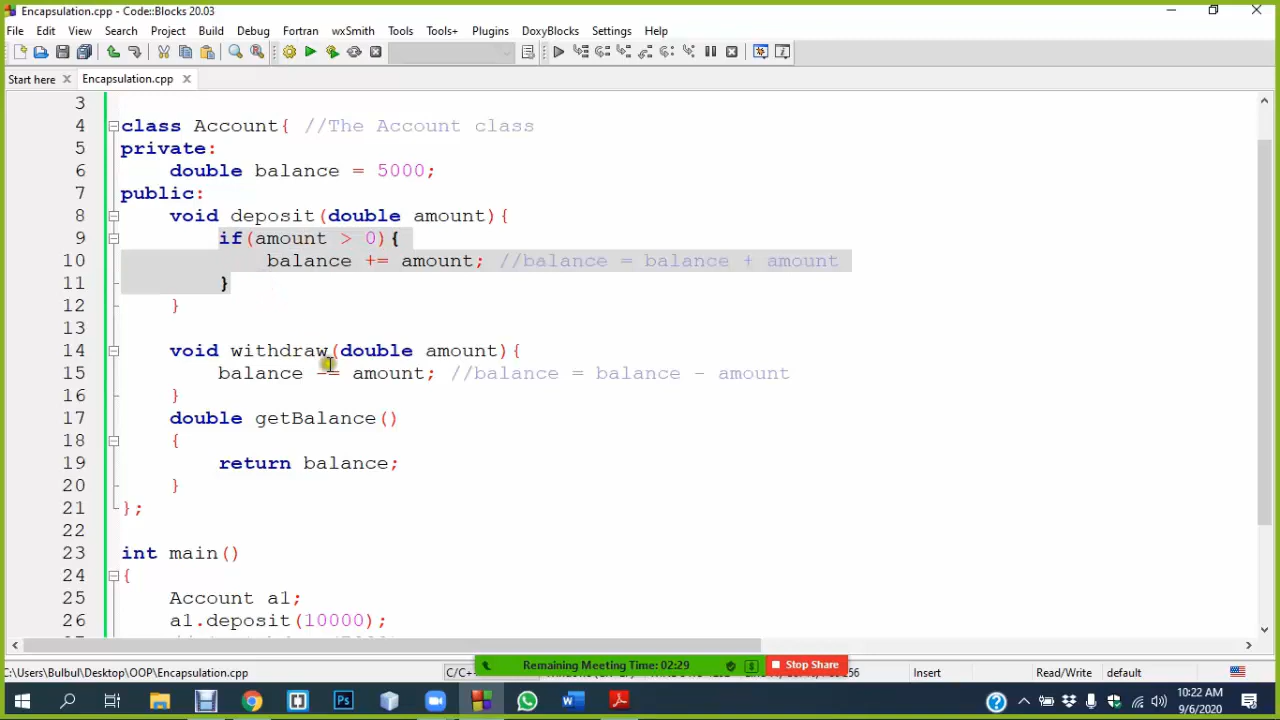 Encapsulation.cpp - Code::Blocks 20.03
File Edit View Search Project Build Debug Fortran wxSmith Tools Tools+ Plugins DoxyBlocks Settings Help
Start here Encapsulation.cpp
3
4 class Account{ //The Account class
5 private:
6 double balance = 5000;
7 public:
8 void deposit(double amount){
9 if(amount > 0){
10 balance += amount; //balance = balance + amount
11 }
12 }
13
14 void withdraw(double amount){
15 balance -= amount; //balance = balance - amount
16 }
17 double getBalance()
18 {
19 return balance;
20 }
21 };
22
23 int main()
24 {
25 Account a1;
26 a1.deposit(10000);
Remaining Meeting Time: 02:29 Stop Share
C:\Users\Bulbul\Desktop\OOP\Encapsulation.cpp C/C+ Insert Read/Write default
10:22 AM
9/6/2020